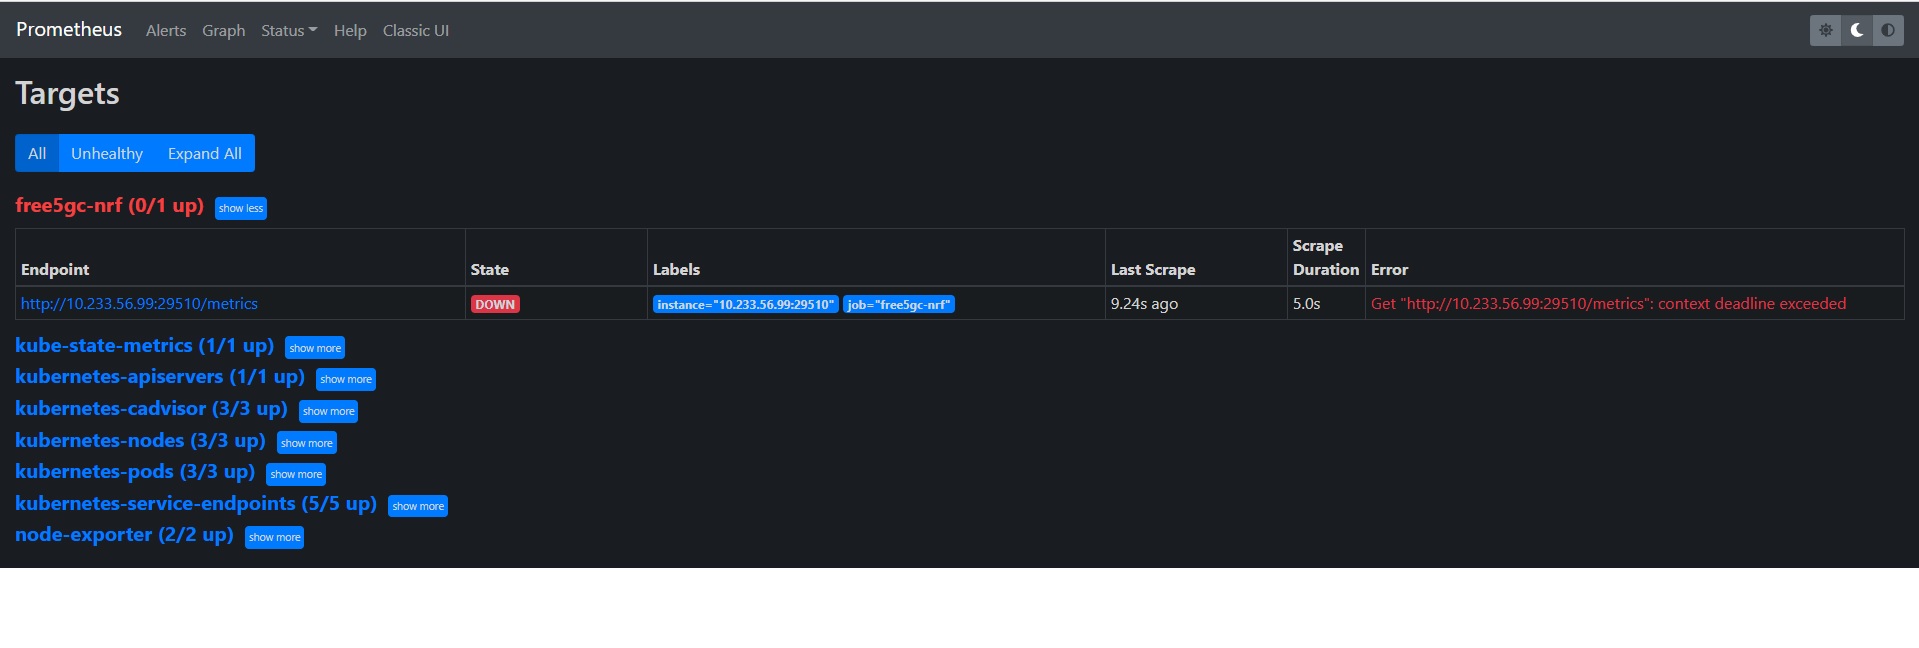 Prometheus Alerts Graph Status Help Classic UI
Targets
All Unhealthy Expand All
free5gc-nrf (0/1 up) show less
Endpoint State Labels Last Scrape Scrape Duration Error
http://10.233.56.99:29510/metrics DOWN instance="10.233.56.99:29510" job="free5gc-nrf" 9.24s ago 5.0s Get "http://10.233.56.99:29510/metrics": context deadline exceeded
kube-state-metrics (1/1 up) show more
kubernetes-apiservers (1/1 up) show more
kubernetes-cadvisor (3/3 up) show more
kubernetes-nodes (3/3 up) show more
kubernetes-pods (3/3 up) show more
kubernetes-service-endpoints (5/5 up) show more
node-exporter (2/2 up) show more